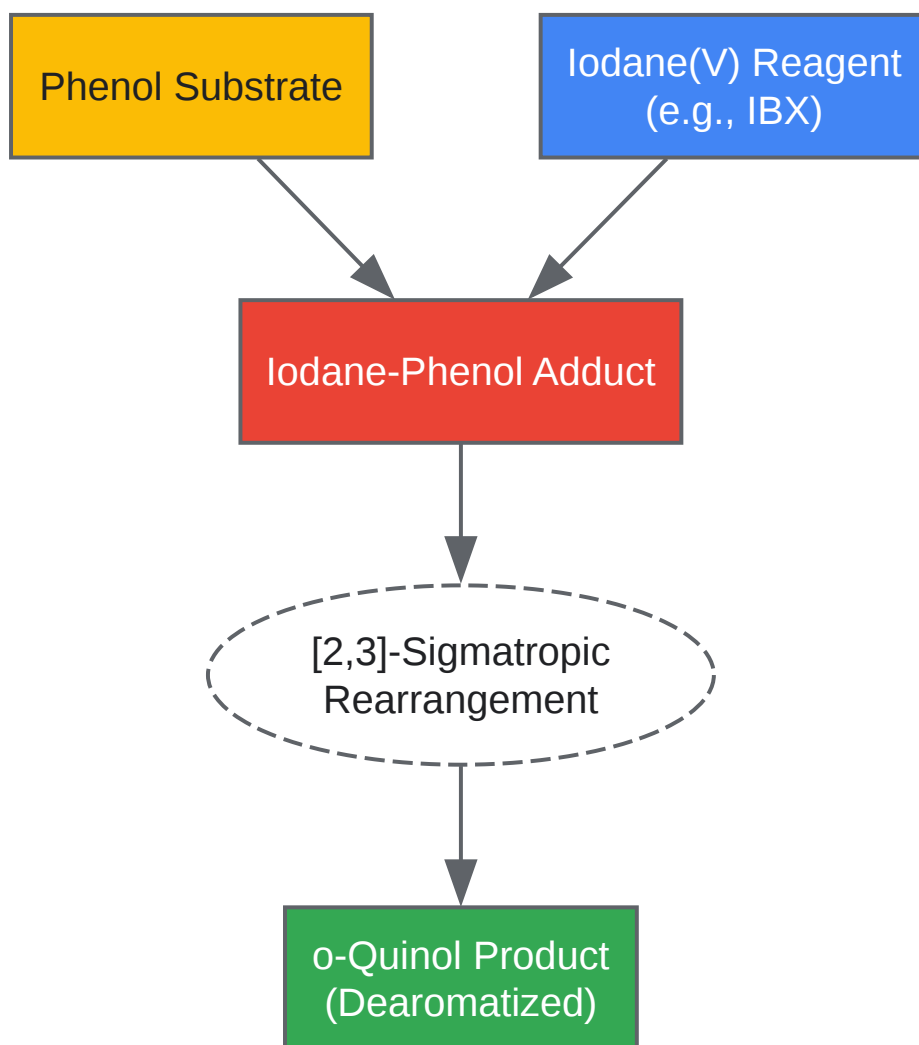 Phenol Substrate
Iodane(V) Reagent
(e.g., IBX)
Iodane-Phenol Adduct
[2,3]-Sigmatropic
Rearrangement
o-Quinol Product
(Dearomatized)